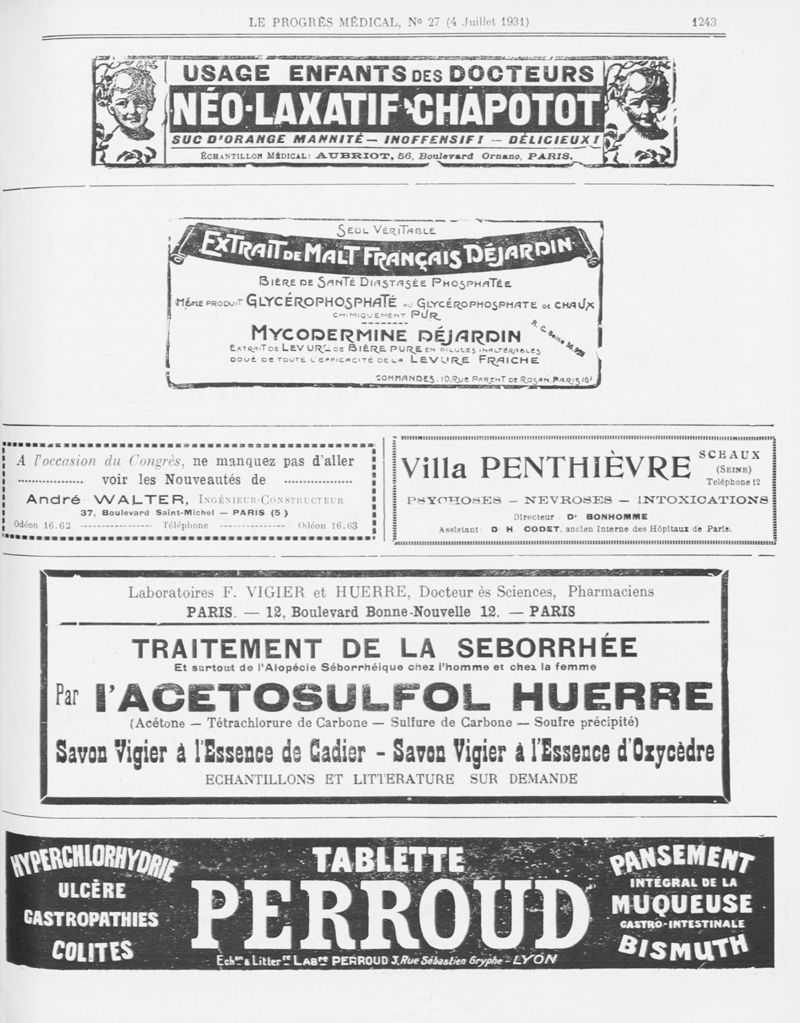 LE PROGRÈS MÉDICAL, No 27 (4 Juillet 1931) 1243
USAGE ENFANTS DES DOCTEURS
NÉO-LAXATIF CHAPOTOT
SUC D'ORANGE MANNITÉ — INOFFENSIF! — DÉLICIEUX!
ÉCHANTILLON MÉDICAL: AUBRIOT, 56, Boulevard Ornano, PARIS.
SEUL VÉRITABLE
EXTRAIT DE MALT FRANÇAIS DÉJARDIN
BIÈRE DE SANTÉ DIASTASÉE PHOSPHATÉE
MÊME PRODUIT GLYCÉROPHOSPHATÉ AU GLYCÉROPHOSPHATE DE CHAUX
CHIMIQUEMENT PUR
MYCODERMINE DÉJARDIN
R. C. Seine
EXTRAIT DE LEVURE DE BIÈRE PURE EN PILULES INALTÉRABLES
DOUÉ DE TOUTE L'EFFICACITÉ DE LA LEVURE FRAICHE
COMMANDES. 10, RUE PARENT DE ROSAN, PARIS 16e
A l'occasion du Congrès, ne manquez pas d'aller
voir les Nouveautés de
André WALTER, INGÉNIEUR-CONSTRUCTEUR
37, Boulevard Saint-Michel — PARIS (5)
Odéon 16.62 Téléphone Odéon 16.63
Villa PENTHIÈVRE SCEAUX
(SEINE)
Téléphone 12
PSYCHOSES — NEVROSES — INTOXICATIONS
Directeur Dr BONHOMME
Assistant: Dr H. CODET, ancien Interne des Hôpitaux de Paris.
Laboratoires F. VIGIER et HUERRE, Docteur ès Sciences, Pharmaciens
PARIS. — 12, Boulevard Bonne-Nouvelle 12. — PARIS
TRAITEMENT DE LA SEBORRHÉE
Et surtout de l'Alopécie Séborrhéique chez l'homme et chez la femme
Par l'ACETOSULFOL HUERRE
(Acétone — Tétrachlorure de Carbone — Sulfure de Carbone — Soufre précipité)
Savon Vigier à l'Essence de Cadier - Savon Vigier à l'Essence d'Oxycèdre
ECHANTILLONS ET LITTERATURE SUR DEMANDE
HYPERCHLORHYDRIE
ULCÈRE
GASTROPATHIES
COLITES
TABLETTE
PERROUD
Echon & Littere LABre PERROUD 3, Rue Sébastien Gryphe - LYON
PANSEMENT
INTÉGRAL DE LA
MUQUEUSE
GASTRO-INTESTINALE
BISMUTH